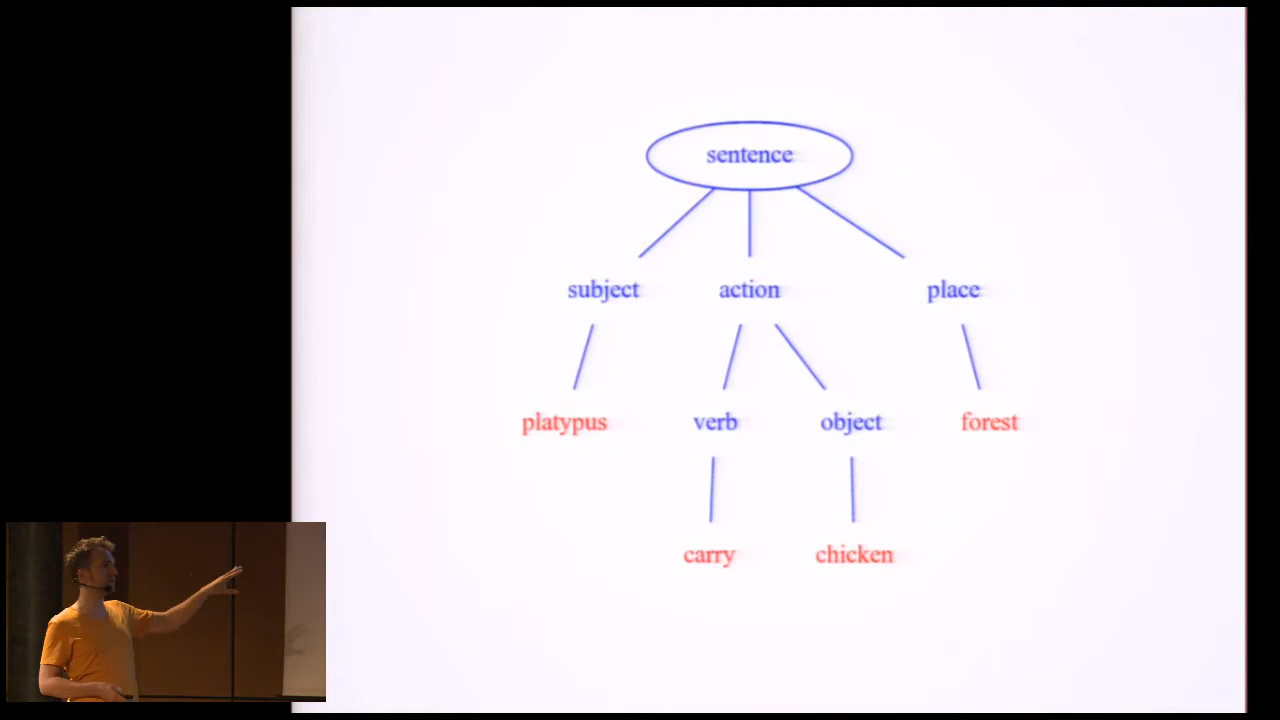 sentence
subject action place
platypus verb object forest
carry chicken